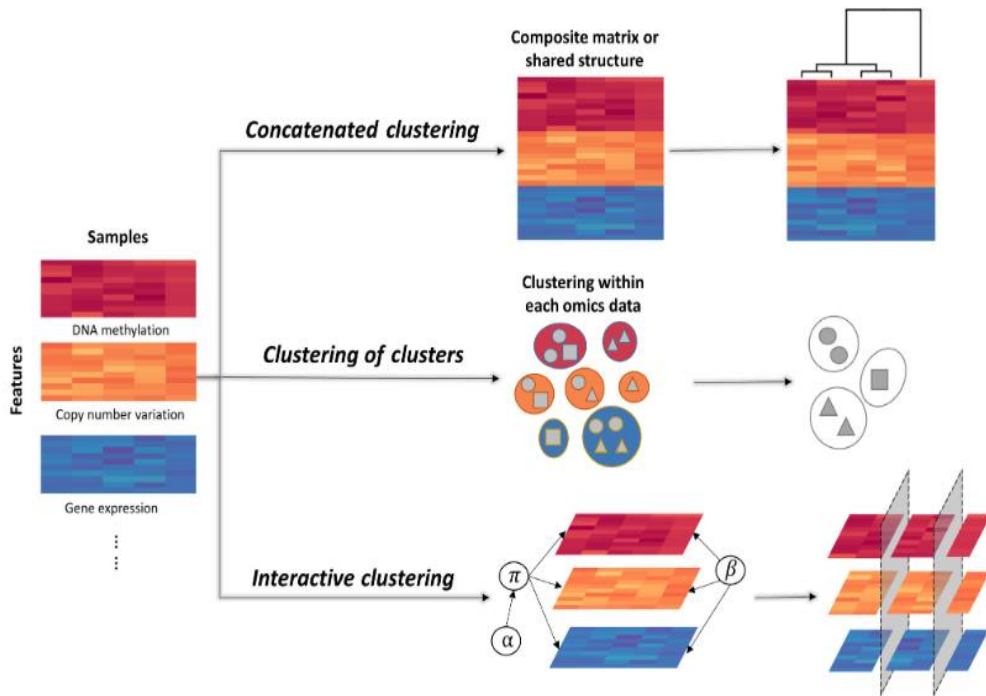 Composite matrix or
shared structure
Concatenated clustering
Samples
DNA methylation
Features
Copy number variation
Gene expression
Clustering within
each omics data
Clustering of clusters
Interactive clustering
π
α
β